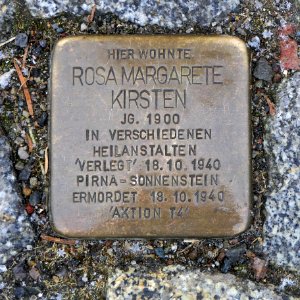 HIER WOHNTE
ROSA MARGARETE
KIRSTEN
JG. 1900
IN VERSCHIEDENEN
HEILANSTALTEN
'VERLEGT' 18.10.1940
PIRNA-SONNENSTEIN
ERMORDET 18.10.1940
'AKTION T4'